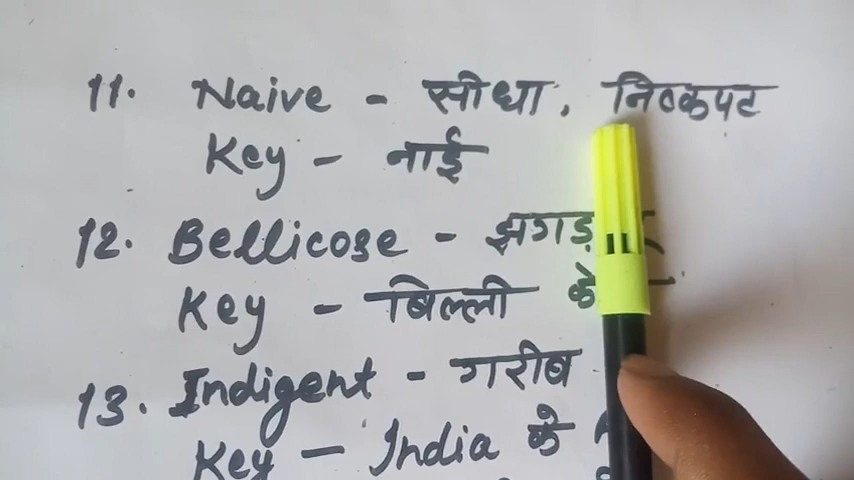 11. Naive - सीधा, निष्कपट
Key - नाई
12. Bellicose -
Key - बिल्ली के
13. Indigent - गरीब
Key - India के